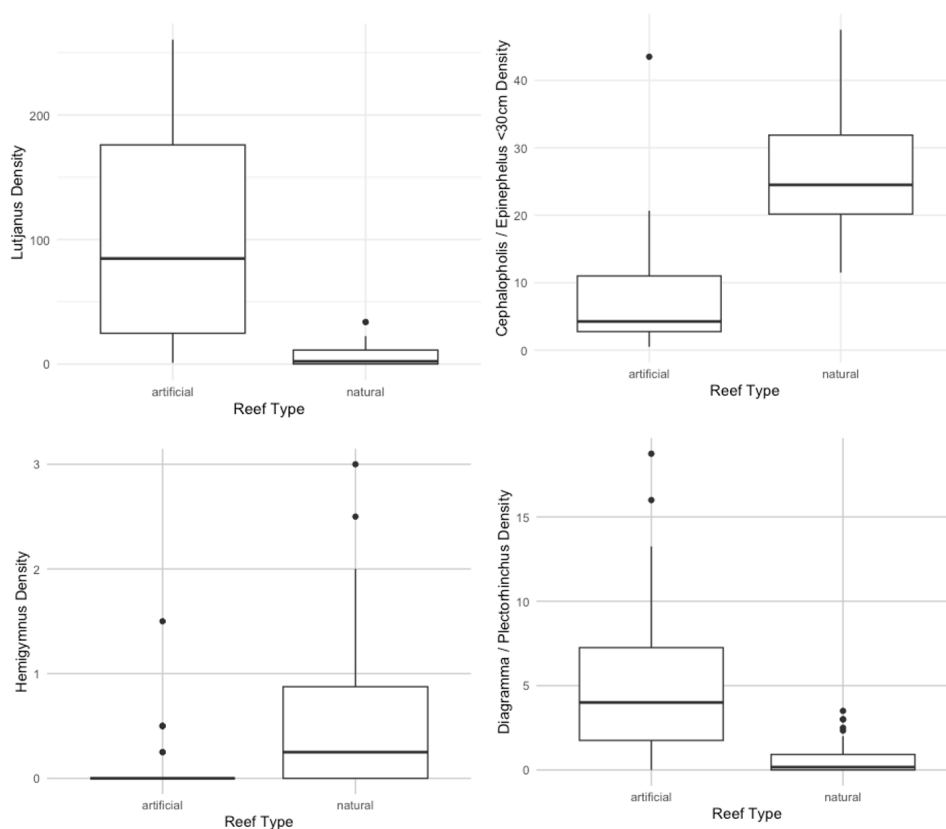 Lutjanus Density
200
100
0
artificial
natural
Reef Type
Cephalopholis / Epinephelus <30cm Density
40
30
20
10
0
artificial
natural
Reef Type
Hemigymnus Density
3
2
1
0
artificial
natural
Reef Type
Diagramma / Plectorhinchus Density
15
10
5
0
artificial
natural
Reef Type